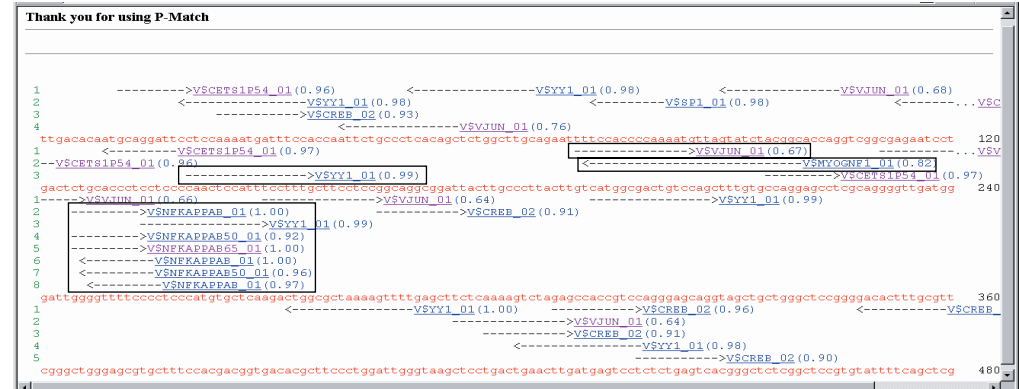 Thank you for using P-Match
1 ---------->V$CETS1P54_01(0.96) <----------------V$YY1_01(0.98) <---------------V$VJUN_01(0.68)
2 <---------------V$YY1_01(0.98) <---------V$SP1_01(0.98) <-------...V$C
3 ----------->V$CREB_02(0.93)
4 <---------------V$VJUN_01(0.76)
ttgacacaatgcaggattcctccaaaatgatttccaccaattctgccctcacagctctggcttgcagaattttccaccccaaaatgttagtatctacggcaccaggtcggcgagaatcct 120
1 <---------V$CETS1P54_01(0.97) --------------->V$VJUN_01(0.67) ---------...V$V
2--V$CETS1P54_01(0.96) <---------------------------V$MYOGNF1_01(0.82)
3 ---------------->V$YY1_01(0.99) --------->V$CETS1P54_01(0.97)
gactctgcaccctcctccccaactccatttcctttgcttcctccggcaggcggattacttgcccttacttgtcatggcgactgtccagctttgtgccaggagcctcgcaggggttgatgg 240
1----->V$VJUN_01(0.66) --------------->V$VJUN_01(0.64) ---------------->V$YY1_01(0.99)
2 --------->V$NFKAPPAB_01(1.00) ----------->V$CREB_02(0.91)
3 ---------------->V$YY1_01(0.99)
4 --------->V$NFKAPPAB50_01(0.92)
5 --------->V$NFKAPPAB65_01(1.00)
6 <---------V$NFKAPPAB_01(1.00)
7 <---------V$NFKAPPAB50_01(0.96)
8 <---------V$NFKAPPAB_01(0.97)
gattggggttttcccctcccatgtgctcaagactggcgctaaaagttttgagcttctcaaaagtctagagccaccgtccagggagcaggtagctgctgggctccggggacactttgcgtt 360
1 <----------------V$YY1_01(1.00) ----------->V$CREB_02(0.96) <-----------V$CREB_
2 --------------->V$VJUN_01(0.64)
3 ----------->V$CREB_02(0.91)
4 <----------------V$YY1_01(0.98)
5 ----------->V$CREB_02(0.90)
cgggctgggagcgtgctttccacgacggtgacacgcttccctggattgggtaagctcctgactgaacttgatgagtcctctctgagtcacgggctctcggctccgtgtattttcagctcg 480